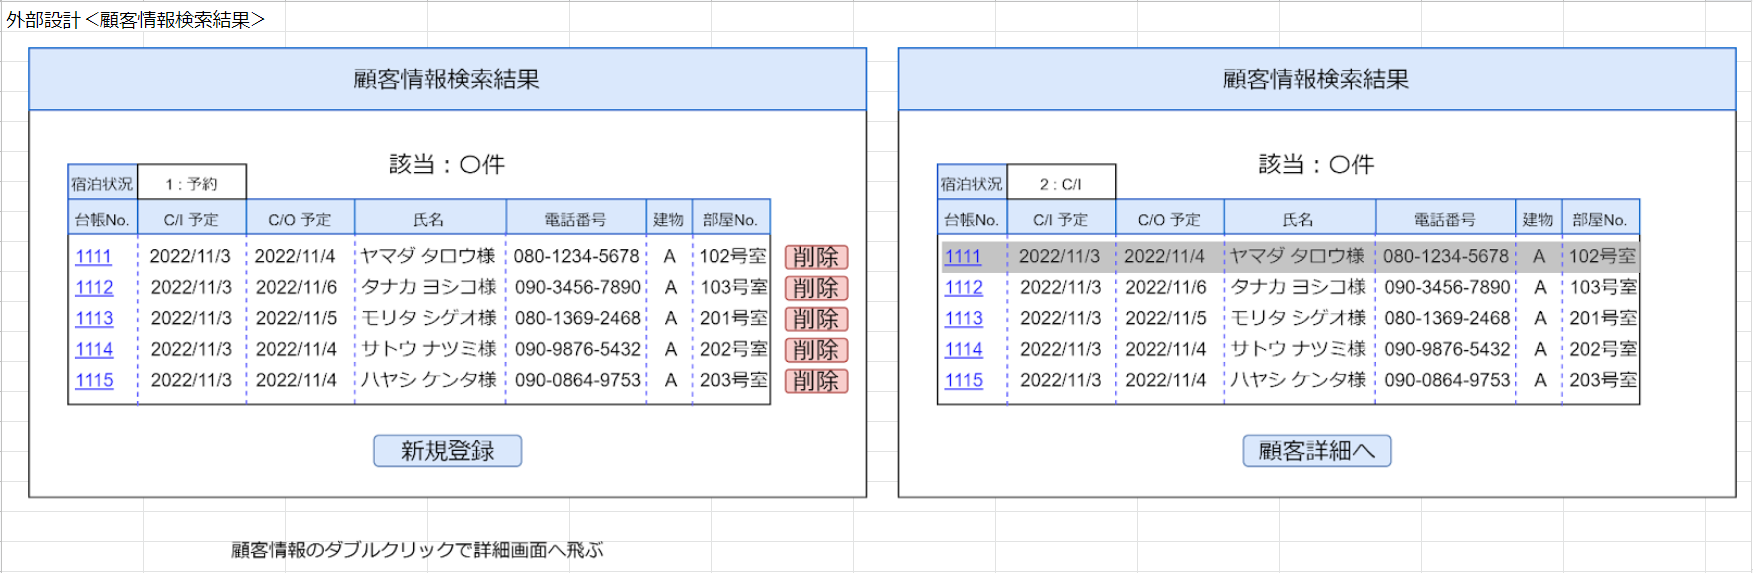 外部設計＜顧客情報検索結果＞
顧客情報検索結果
該当：〇件
宿泊状況 1 : 予約
台帳No. C/I 予定 C/O 予定 氏名 電話番号 建物 部屋No.
1111 2022/11/3 2022/11/4 ヤマダ タロウ様 080-1234-5678 A 102号室 削除
1112 2022/11/3 2022/11/6 タナカ ヨシコ様 090-3456-7890 A 103号室 削除
1113 2022/11/3 2022/11/5 モリタ シゲオ様 080-1369-2468 A 201号室 削除
1114 2022/11/3 2022/11/4 サトウ ナツミ様 090-9876-5432 A 202号室 削除
1115 2022/11/3 2022/11/4 ハヤシ ケンタ様 090-0864-9753 A 203号室 削除
新規登録
顧客情報検索結果
該当：〇件
宿泊状況 2 : C/I
台帳No. C/I 予定 C/O 予定 氏名 電話番号 建物 部屋No.
1111 2022/11/3 2022/11/4 ヤマダ タロウ様 080-1234-5678 A 102号室
1112 2022/11/3 2022/11/6 タナカ ヨシコ様 090-3456-7890 A 103号室
1113 2022/11/3 2022/11/5 モリタ シゲオ様 080-1369-2468 A 201号室
1114 2022/11/3 2022/11/4 サトウ ナツミ様 090-9876-5432 A 202号室
1115 2022/11/3 2022/11/4 ハヤシ ケンタ様 090-0864-9753 A 203号室
顧客詳細へ
顧客情報のダブルクリックで詳細画面へ飛ぶ